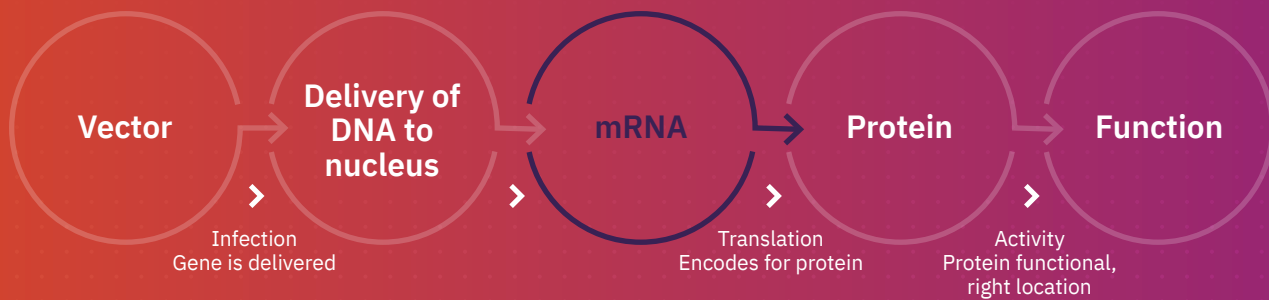 Vector
Delivery of
DNA to
nucleus
mRNA
Protein
Function
Infection
Gene is delivered
Translation
Encodes for protein
Activity
Protein functional,
right location